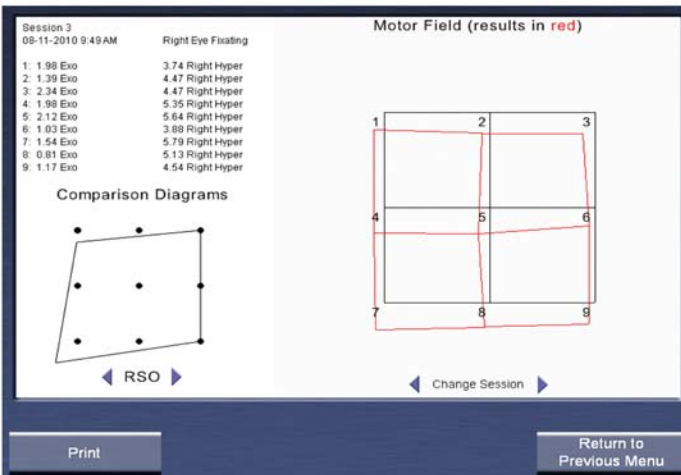 Session 3
08-11-2010 9:49 AM Right Eye Fixating
1: 1.98 Exo 3.74 Right Hyper
2: 1.39 Exo 4.47 Right Hyper
3: 2.34 Exo 4.47 Right Hyper
4: 1.98 Exo 5.35 Right Hyper
5: 2.12 Exo 5.64 Right Hyper
6: 1.03 Exo 3.88 Right Hyper
7: 1.54 Exo 5.79 Right Hyper
8: 0.81 Exo 5.13 Right Hyper
9: 1.17 Exo 4.54 Right Hyper
Comparison Diagrams
RSO
Motor Field (results in red)
1 2 3
4 5 6
7 8 9
Change Session
Print
Return to
Previous Menu